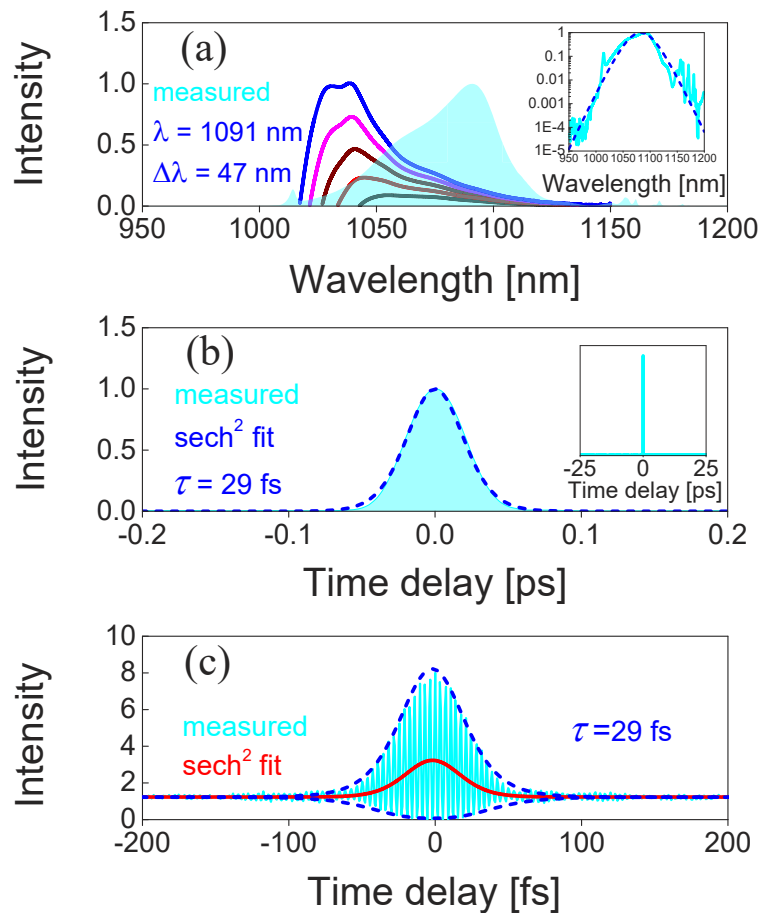 (a)
measured
λ = 1091 nm
Δλ = 47 nm
Intensity
1.5
1.0
0.5
0.0
950 1000 1050 1100 1150 1200
Wavelength [nm]
1
0.1
0.01
0.001
1E-4
1E-5
950 1000 1050 1100 1150 1200
Wavelength [nm]
(b)
measured
sech² fit
τ = 29 fs
Intensity
1.5
1.0
0.5
0.0
-0.2 -0.1 0.0 0.1 0.2
Time delay [ps]
-25 0 25
Time delay [ps]
(c)
measured
sech² fit
τ =29 fs
Intensity
10
8
6
4
2
0
-200 -100 0 100 200
Time delay [fs]